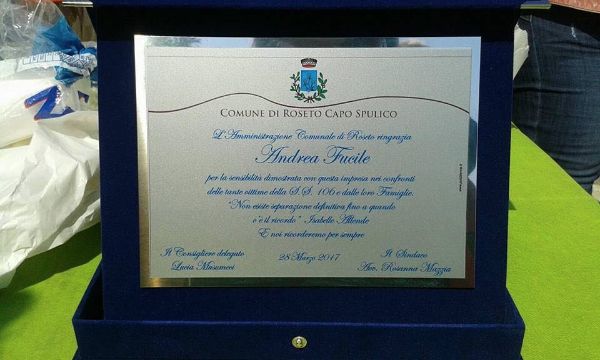 COMUNE DI ROSETO CAPO SPULICO
L'Amministrazione Comunale di Roseto ringrazia
Andrea Fucile
per la sensibilità dimostrata con questa impresa nei confronti
delle tante vittime della S.S. 106 e dalle loro Famiglie.
"Non esiste separazione definitiva fino a quando
c'è il ricordo" Isabelle Allende
E noi ricorderemo per sempre
Il Consigliere delegato
Lucia Musumeci
28 Marzo 2017
Il Sindaco
Avv. Rosanna Mazzia